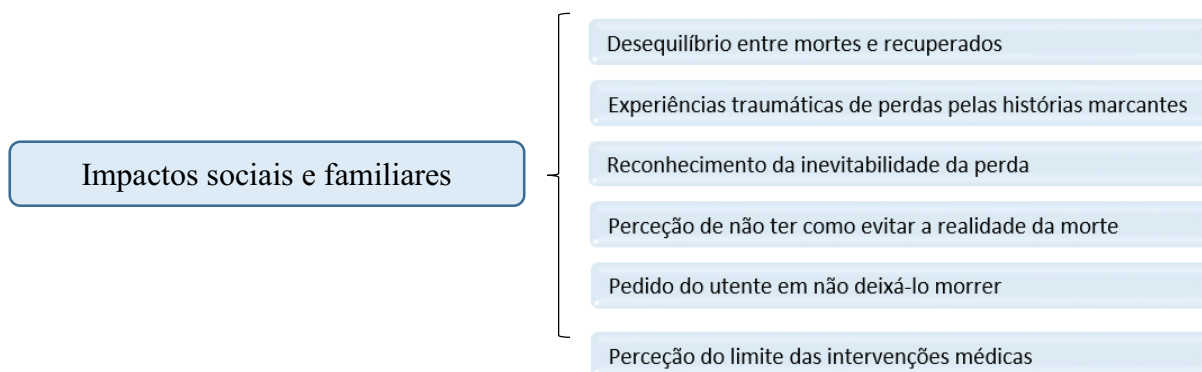 Impactos sociais e familiares
Desequilíbrio entre mortes e recuperados
Experiências traumáticas de perdas pelas histórias marcantes
Reconhecimento da inevitabilidade da perda
Perceção de não ter como evitar a realidade da morte
Pedido do utente em não deixá-lo morrer
Perceção do limite das intervenções médicas